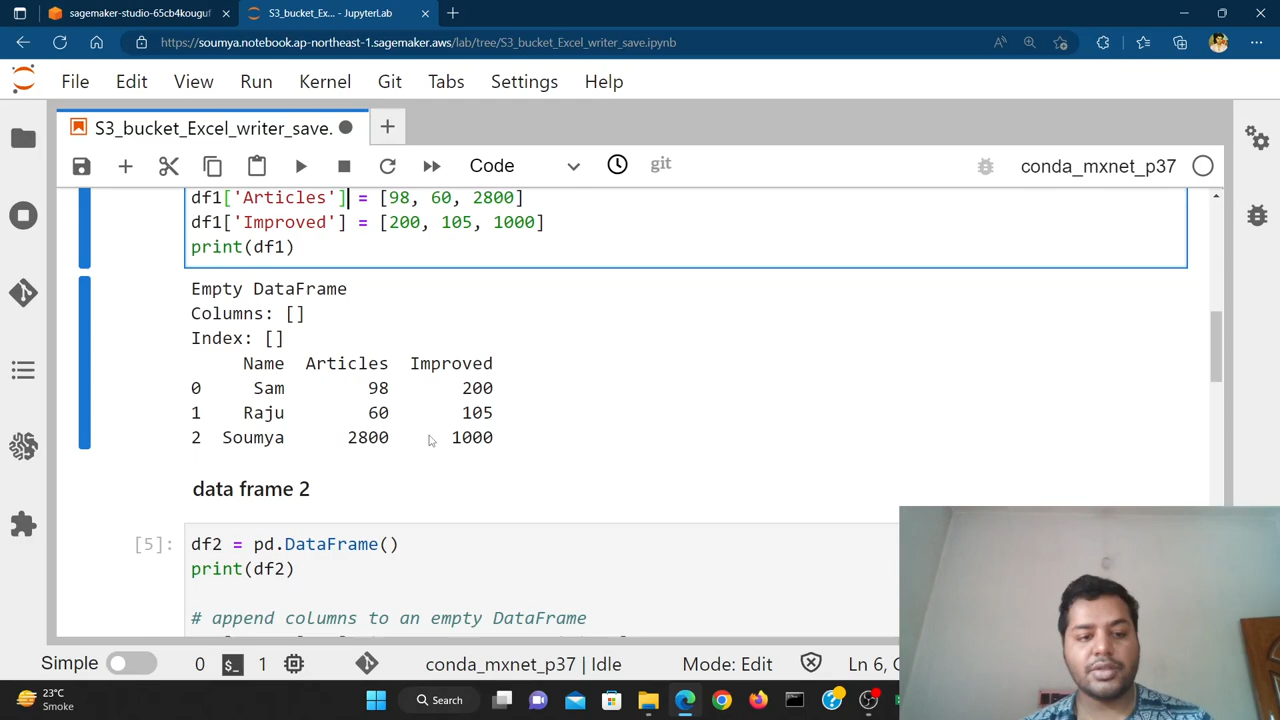 sagemaker-studio-65cb4kouguf
S3_bucket_Ex... - JupyterLab
https://soumya.notebook.ap-northeast-1.sagemaker.aws/lab/tree/S3_bucket_Excel_writer_save.ipynb
File Edit View Run Kernel Git Tabs Settings Help
S3_bucket_Excel_writer_save.
Code git conda_mxnet_p37
df1['Articles'] = [98, 60, 2800]
df1['Improved'] = [200, 105, 1000]
print(df1)
Empty DataFrame
Columns: []
Index: []
Name Articles Improved
0 Sam 98 200
1 Raju 60 105
2 Soumya 2800 1000
data frame 2
[5]: df2 = pd.DataFrame()
print(df2)
# append columns to an empty DataFrame
Simple 0 1 conda_mxnet_p37 | Idle Mode: Edit Ln 6,
23°C
Smoke
Search